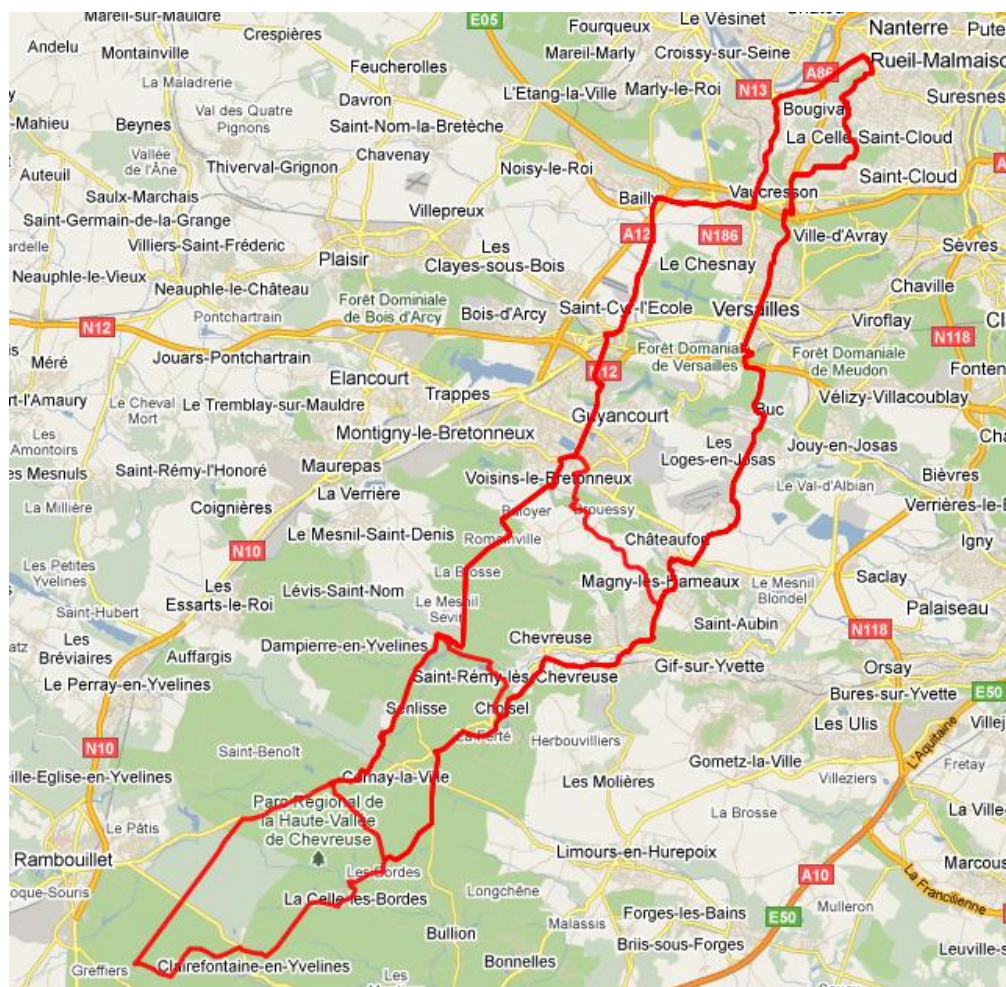 Mareil-sur-Mauldre
Crespières
E05
Fourqueux
Le Vésinet
Nanterre
Andelu
Montainville
Mareil-Marly
Croissy-sur-Seine
A86
Feucherolles
La Maladrerie
L'Etang-la-Ville
Marly-le-Roi
N13
Davron
Suresnes
Val des Quatre
Pignons
Bougival
Beynes
Saint-Nom-la-Bretèche
La Celle-Saint-Cloud
Chavenay
Vallée
de l'Âne
Thiverval-Grignon
Noisy-le-Roi
Auteuil
Saint-Cloud
Saulx-Marchais
Bailly
Vaucresson
Villepreux
Saint-Germain-de-la-Grange
A12
N186
Ville-d'Avray
Villiers-Saint-Frédéric
Les
Clayes-sous-Bois
Sèvres
Plaisir
Le Chesnay
Neauphle-le-Vieux
Chaville
Neauphle-le-Château
Forêt Dominiale
de Bois d'Arcy
Bois-d'Arcy
Saint-Cyr-l'Ecole
Versailles
Pontchartrain
Viroflay
N12
N118
Méré
Jouars-Pontchartrain
Forêt Domaniale
de Versailles
Forêt Domaniale
de Meudon
Elancourt
N12
Trappes
Vélizy-Villacoublay
Le Cheval
Mort
Le Tremblay-sur-Mauldre
Guyancourt
Buc
Montigny-le-Bretonneux
Les
Amontoirs
Les
Loges-en-Josas
Jouy-en-Josas
Maurepas
Saint-Rémy-l'Honoré
Voisins-le-Bretonneux
Bièvres
La Verrière
Le Val-d'Albian
La Millière
Coignières
Le Mesnil-Saint-Denis
Romainville
Châteaufort
Igny
N10
Les Petites
Yvelines
La Brosse
Magny-les-Hameaux
Le Mesnil
Blondel
Saclay
Les
Essarts-le-Roi
Lévis-Saint-Nom
Saint-Hubert
Le Mesnil
Sevin
Palaiseau
Saint-Aubin
N118
Les
Bréviaires
Auffargis
Dampierre-en-Yvelines
Chevreuse
Gif-sur-Yvette
Orsay
Le Perray-en-Yvelines
Saint-Rémy-lès
Chevreuse
E50
Bures-sur-Yvette
Senlisse
Choisel
Les Ulis
N10
Saint-Benoît
La Ferté
Herbouvilliers
Gometz-la-Ville
L'Aquitaine
Fretay
Cernay-la-Ville
Les Molières
Villeziers
Parc Régional de
la Haute-Vallée
de Chevreuse
La Brosse
Le Pâtis
Rambouillet
Limours-en-Hurepoix
Les Bordes
A10
La Francilienne
La Celle-les-Bordes
Longchêne
Malassis
Forges-les-Bains
E50
Mulleron
Bullion
Briis-sous-Forges
Greffiers
Clairefontaine-en-Yvelines
Bonnelles
Les